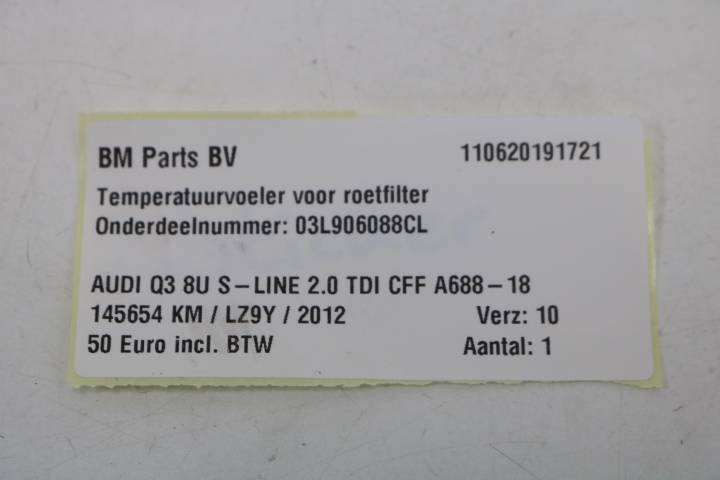 BM Parts BV 110620191721
Temperatuurvoeler voor roetfilter
Onderdeelnummer: 03L906088CL
AUDI Q3 8U S-LINE 2.0 TDI CFF A688-18
145654 KM / LZ9Y / 2012 Verz: 10
50 Euro incl. BTW Aantal: 1